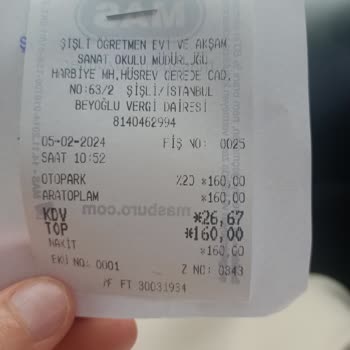 MAS
ŞİŞLİ ÖĞRETMEN EVİ VE AKŞAM
SANAT OKULU MÜDÜRLÜĞÜ
HARBİYE MH.HÜSREV GEREDE CAD.
NO:63/2 ŞİŞLİ/İSTANBUL
BEYOĞLU VERGİ DAİRESİ
8140462994
05-02-2024 FİŞ NO: 0025
SAAT 10:52
OTOPARK %20 *160,00
ARATOPLAM *160,00
masburo.com
KDV *26,67
TOP *160,00
NAKİT *160,00
EKÜ NO: 0001 Z NO: 0343
MF FT 30031934